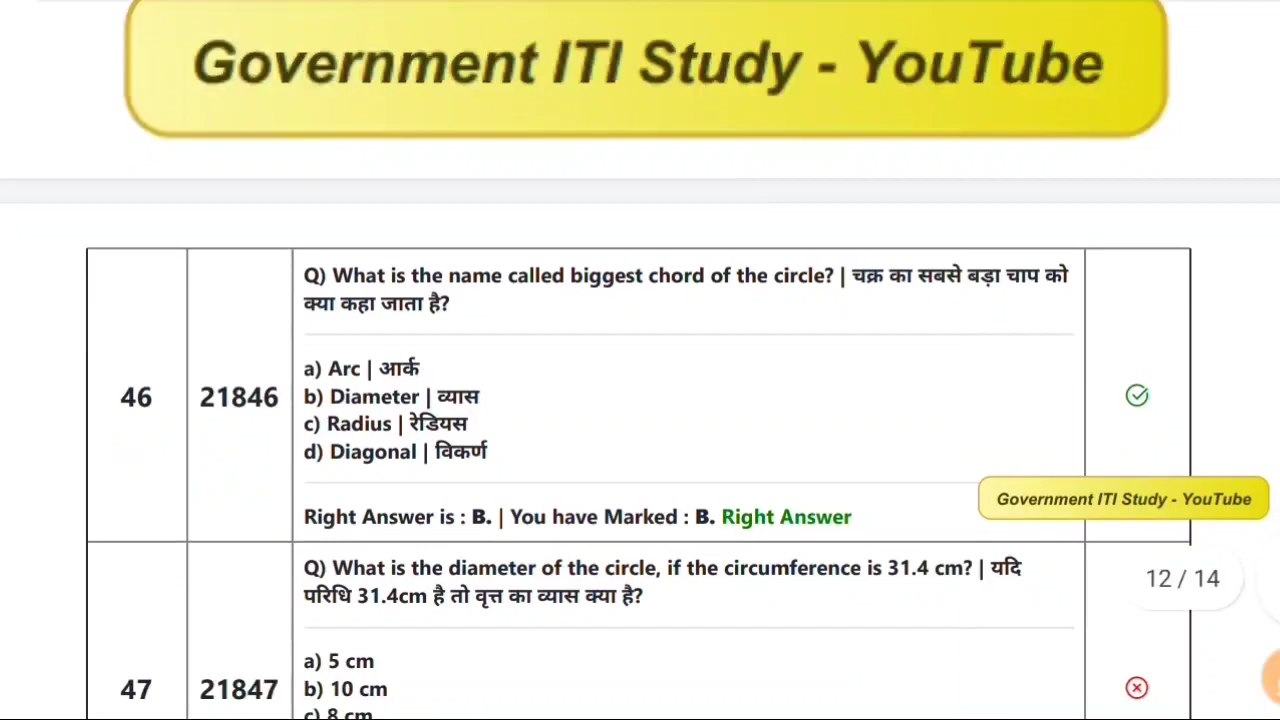 Government ITI Study - YouTube
Q) What is the name called biggest chord of the circle? | चक्र का सबसे बड़ा चाप को
क्या कहा जाता है?
46
21846
a) Arc | आर्क
b) Diameter | व्यास
c) Radius | रेडियस
d) Diagonal | विकर्ण
Right Answer is : B. | You have Marked : B. Right Answer
Government ITI Study - YouTube
12 / 14
Q) What is the diameter of the circle, if the circumference is 31.4 cm? | यदि
परिधि 31.4cm है तो वृत्त का व्यास क्या है?
47
21847
a) 5 cm
b) 10 cm
c) 8 cm